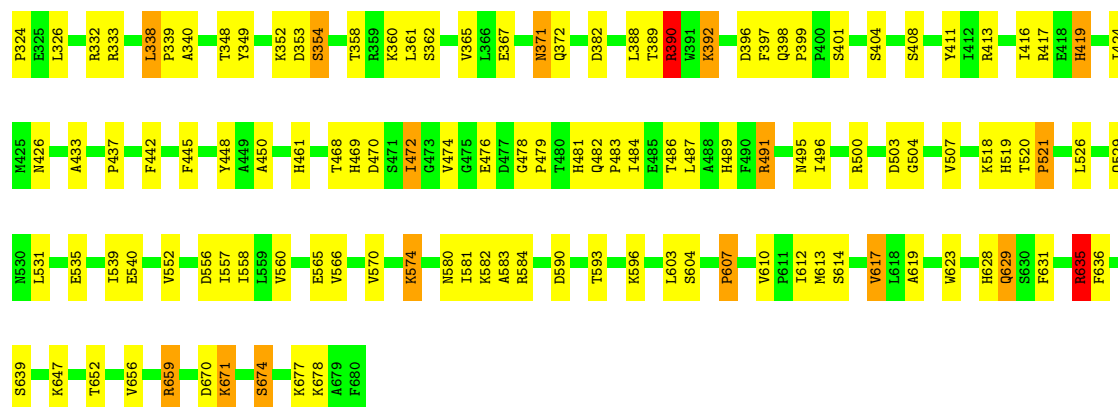 P324 E325 L326 R332 R333 L338 P339 A340 T348 Y349 K352 D353 S354 T358 R359 K360 L361 S362 V365 L366 E367 N371 Q372 D382 L388 T389 R390 W391 K392 D396 F397 Q398 P399 P400 S401 S404 S408 Y411 I412 R413 I416 R417 E418 H419
M425 N426 A433 P437 F442 F445 Y448 A449 A450 H461 T468 H469 D470 S471 I472 G473 V474 G475 E476 D477 G478 P479 T480 H481 Q482 P483 I484 E485 T486 L487 A488 H489 F490 R491 N495 I496 R500 D503 G504 V507 K518 H519 T520 P521 L526
N530 L531 E535 I539 E540 V552 D556 I557 I558 L559 V560 E565 V566 V570 K574 N580 I581 K582 A583 R584 D590 T593 K596 L603 S604 P607 V610 P611 I612 M613 S614 V617 L618 A619 W623 H628 Q629 S630 F631 R635 F636
S639 K647 T652 V656 R659 D670 K671 S674 K677 K678 A679 F680